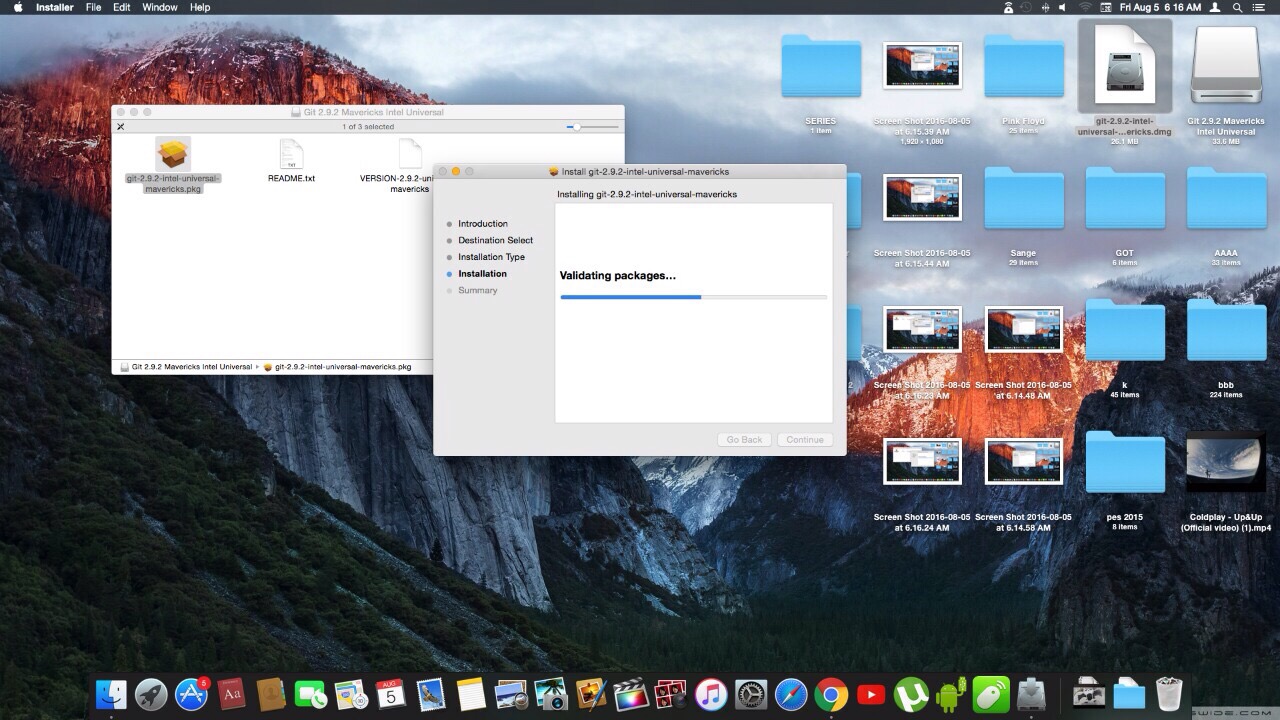 Installer File Edit Window Help
Fri Aug 5 6:16 AM
Git 2.9.2 Mavericks Intel Universal
1 of 3 selected
git-2.9.2-intel-universal-
mavericks.pkg
TXT
README.txt
VERSION-2.9.2-uni
mavericks
Git 2.9.2 Mavericks Intel Universal
git-2.9.2-intel-universal-mavericks.pkg
Install git-2.9.2-intel-universal-mavericks
Installing git-2.9.2-intel-universal-mavericks
Introduction
Destination Select
Installation Type
Installation
Summary
Validating packages...
Go Back
Continue
SERIES
1 item
Screen Shot 2016-08-05
at 6.15.39 AM
1,920 × 1,080
Pink Floyd
25 items
git-2.9.2-intel-
universal-...ericks.dmg
26.1 MB
Git 2.9.2 Mavericks
Intel Universal
33.6 MB
Screen Shot 2016-08-05
at 6.15.44 AM
Sange
29 items
GOT
6 items
AAAA
33 items
2
Screen Shot 2016-08-05
at 6.16.23 AM
Screen Shot 2016-08-05
at 6.14.48 AM
k
45 items
bbb
224 items
Screen Shot 2016-08-05
at 6.16.24 AM
Screen Shot 2016-08-05
at 6.14.58 AM
pes 2015
8 items
Coldplay - Up&Up
(Official video) (1).mp4
5
Aa
AUG
5
SWIDE.COM